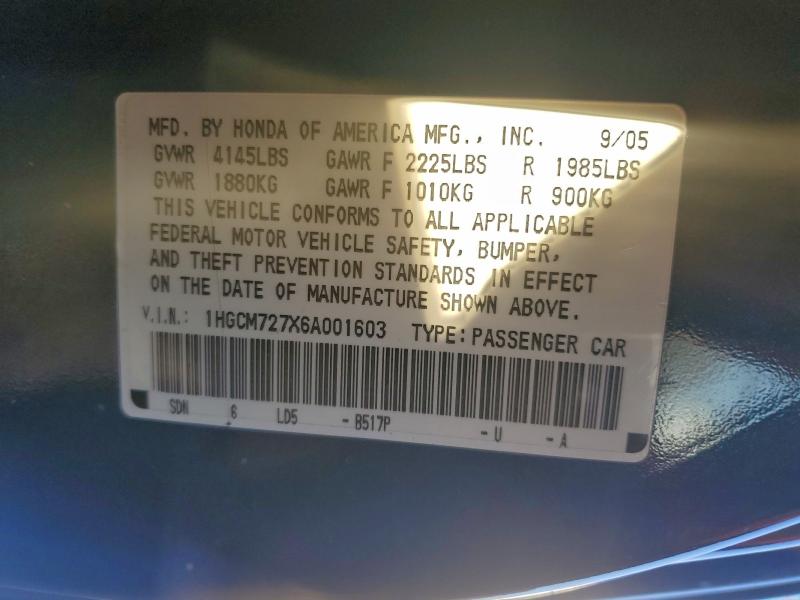 MFD. BY HONDA OF AMERICA MFG., INC. 9/05
GVWR 4145LBS GAWR F 2225LBS R 1985LBS
GVWR 1880KG GAWR F 1010KG R 900KG
THIS VEHICLE CONFORMS TO ALL APPLICABLE
FEDERAL MOTOR VEHICLE SAFETY, BUMPER,
AND THEFT PREVENTION STANDARDS IN EFFECT
ON THE DATE OF MANUFACTURE SHOWN ABOVE.
V.I.N.: 1HGCM727X6A001603 TYPE:PASSENGER CAR
SDN 6 LD5 - B517P - U - A